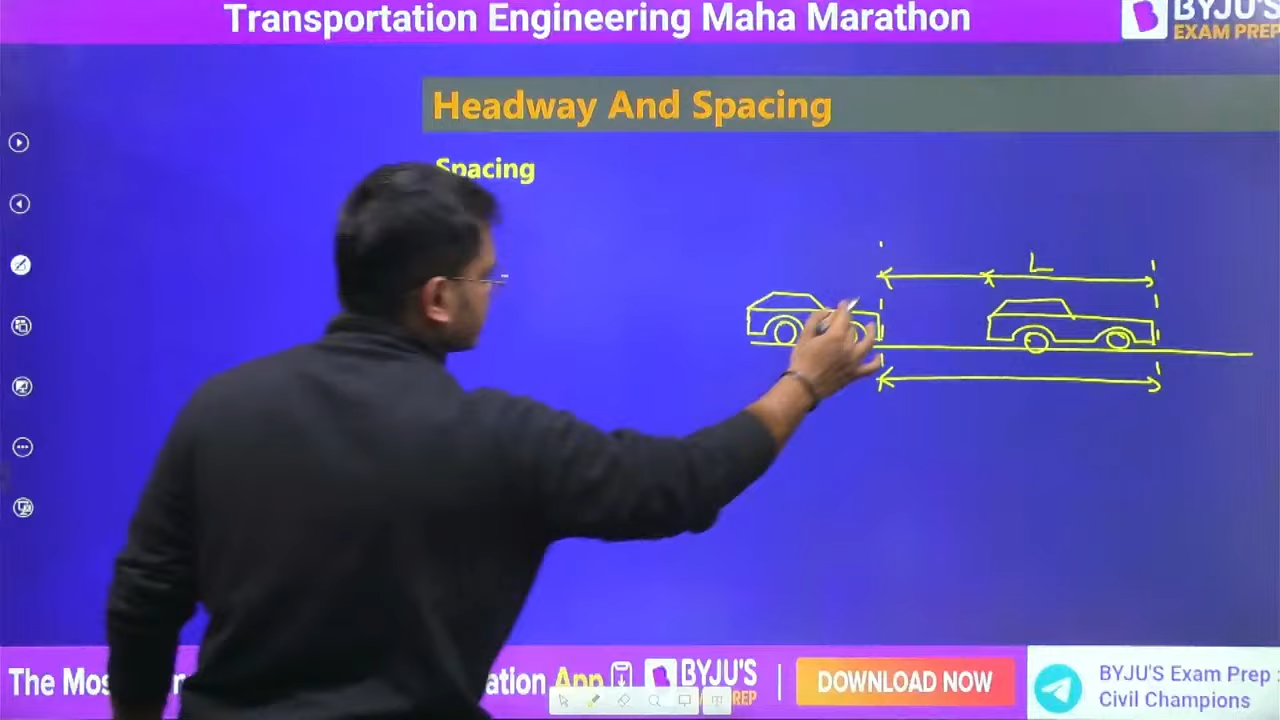 Transportation Engineering Maha Marathon
BYJU'S
EXAM PREP
Headway And Spacing
Spacing
L
The Mos
ation App
BYJU'S
PREP
DOWNLOAD NOW
BYJU'S Exam Prep :
Civil Champions